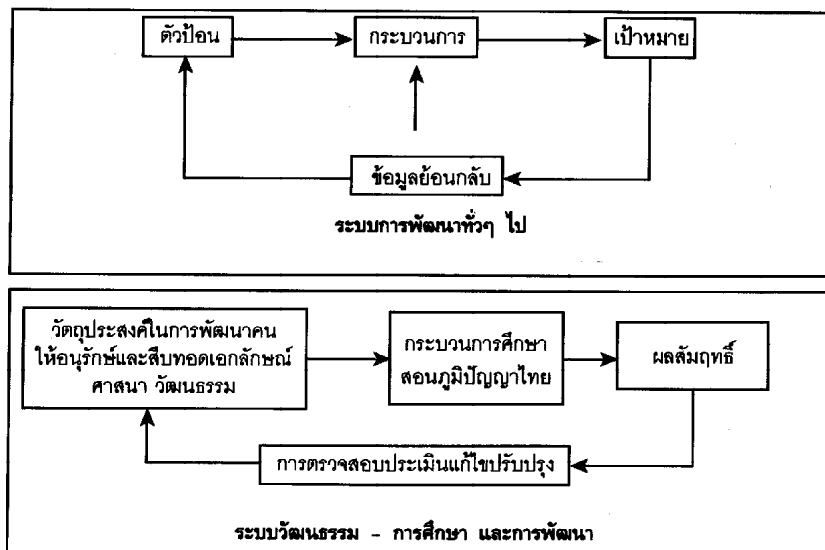 ตัวป้อน กระบวนการ เป้าหมาย
ข้อมูลย้อนกลับ
ระบบการพัฒนาทั่วๆ ไป
วัตถุประสงค์ในการพัฒนาคน
ให้อนุรักษ์และสืบทอดเอกลักษณ์
ศาสนา วัฒนธรรม
กระบวนการศึกษา
สอนภูมิปัญญาไทย
ผลสัมฤทธิ์
การตรวจสอบประเมินแก้ไขปรับปรุง
ระบบวัฒนธรรม - การศึกษา และการพัฒนา